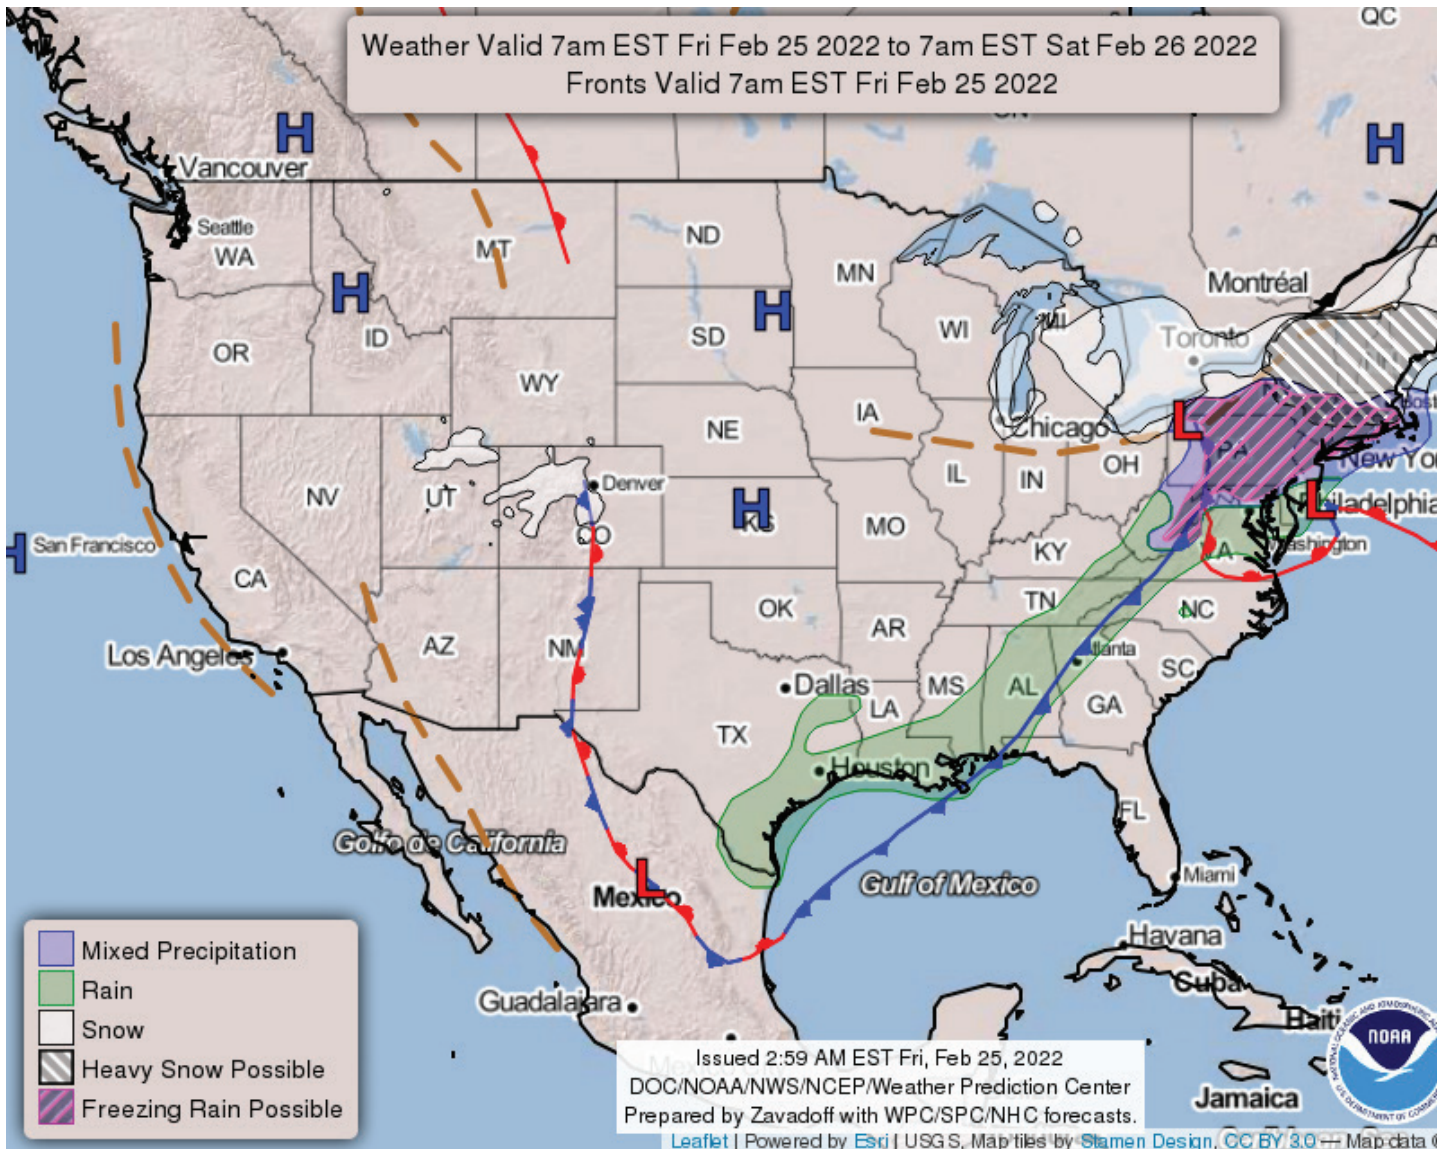 Weather Valid 7am EST Fri Feb 25 2022 to 7am EST Sat Feb 26 2022
Fronts Valid 7am EST Fri Feb 25 2022
QC
H
H
Vancouver
Seattle
WA
MT
ND
MN
Montréal
H
H
OR
ID
SD
WI
MI
Toronto
WY
IA
L
Chicago
NE
PA
New Yo
OH
IL
IN
NV
UT
Denver
H
KS
L
Philadelphia
H
San Francisco
CO
MO
Washington
KY
CA
TN
OK
NC
AR
AZ
NM
Los Angeles
Atlanta
SC
Dallas
MS
AL
LA
GA
TX
Houston
FL
Golfo de California
L
Mexico
Gulf of Mexico
Miami
Havana
Cuba
Guadalajara
Haiti
Jamaica
Mixed Precipitation
Rain
Snow
Heavy Snow Possible
Freezing Rain Possible
NOAA
Issued 2:59 AM EST Fri, Feb 25, 2022
DOC/NOAA/NWS/NCEP/Weather Prediction Center
Prepared by Zavadoff with WPC/SPC/NHC forecasts.
Leaflet | Powered by Esri | USGS, Map tiles by Stamen Design, CC BY 3.0 — Map data ©